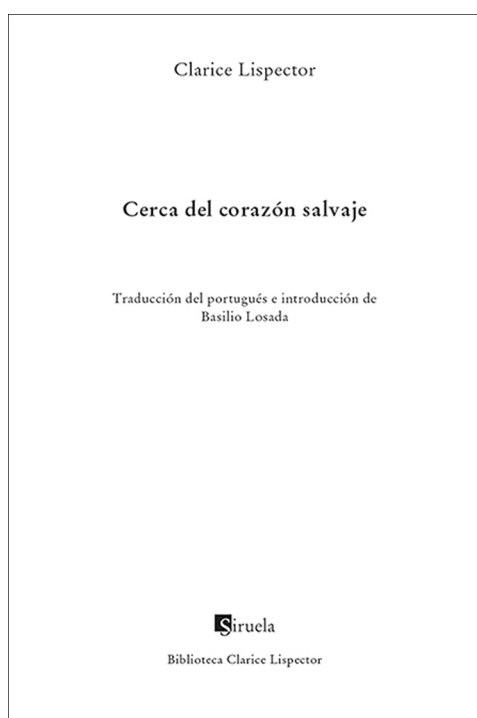 Clarice Lispector
Cerca del corazón salvaje
Traducción del portugués e introducción de
Basilio Losada
Siruela
Biblioteca Clarice Lispector